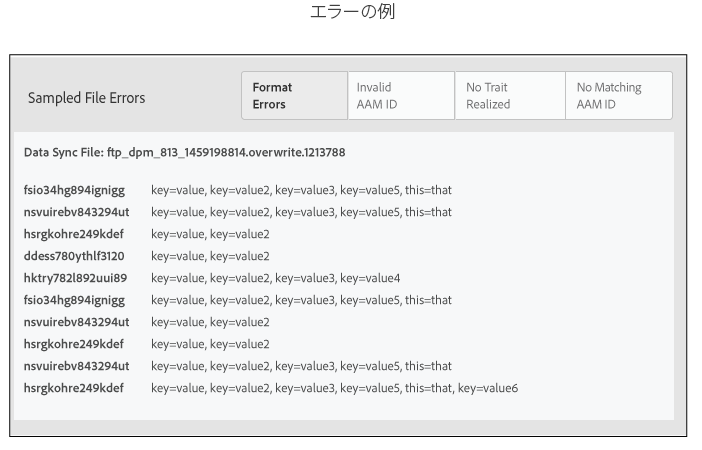 エラーの例
Sampled File Errors
Format Errors
Invalid AAM ID
No Trait Realized
No Matching AAM ID
Data Sync File: ftp_dpm_813_1459198814.overwrite.1213788
fsio34hg894ignigg key=value, key=value2, key=value3, key=value5, this=that
nsvuirebv843294ut key=value, key=value2, key=value3, key=value5, this=that
hsrgkohre249kdef key=value, key=value2
ddess780ythlf3120 key=value, key=value2
hktry782l892uui89 key=value, key=value2, key=value3, key=value4
fsio34hg894ignigg key=value, key=value2, key=value3, key=value5, this=that
nsvuirebv843294ut key=value, key=value2
hsrgkohre249kdef key=value, key=value2
nsvuirebv843294ut key=value, key=value2, key=value3, key=value5, this=that
hsrgkohre249kdef key=value, key=value2, key=value3, key=value5, this=that, key=value6